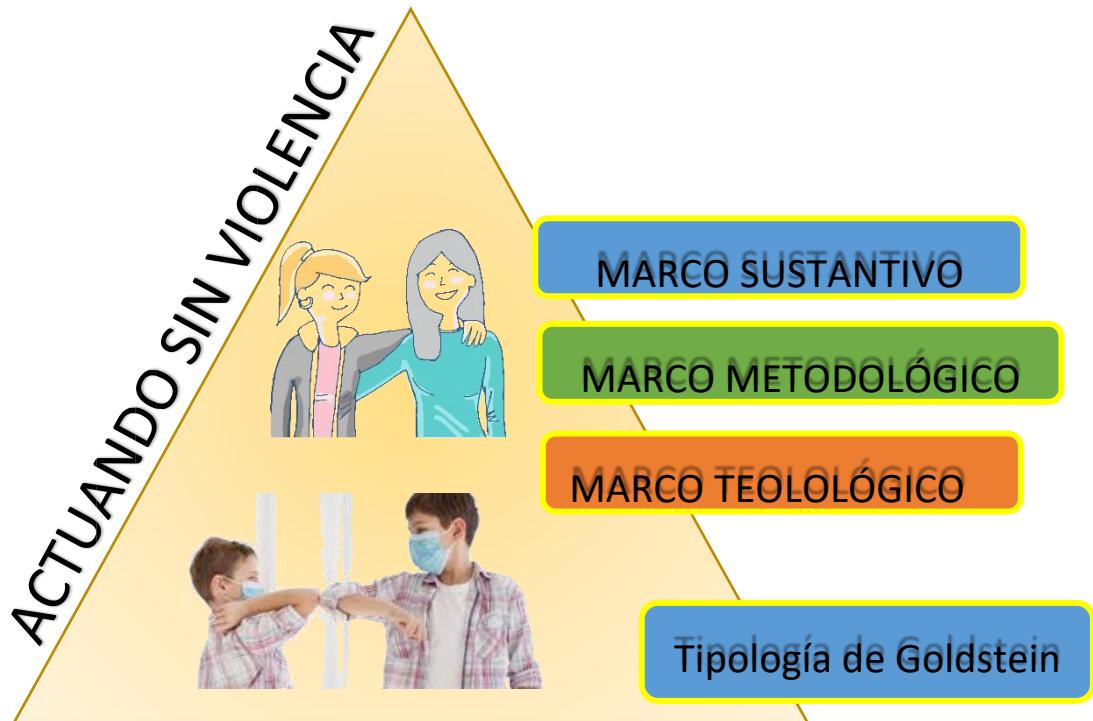 ACTUANDO SIN VIOLENCIA
MARCO SUSTANTIVO
MARCO METODOLÓGICO
MARCO TEOLOLÓGICO
Tipología de Goldstein